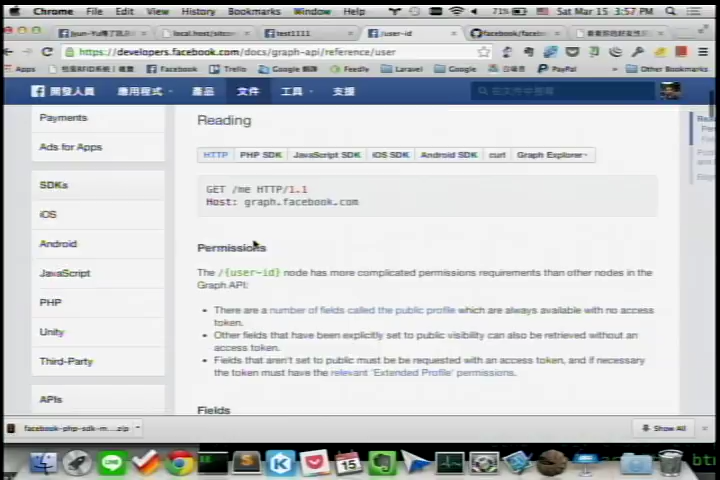 Chrome File Edit View History Bookmarks Window Help 71% Sat Mar 15 3:57 PM
test1111
/user-id
https://developers.facebook.com/docs/graph-api/reference/user
Apps Facebook Trello Google 翻譯 Feedly Google PayPal Other Bookmarks
開發人員 應用程式 產品 文件 工具 支援
Payments
Ads for Apps
SDKs
iOS
Android
JavaScript
PHP
Unity
Third-Party
APIs
Reading
HTTP PHP SDK JavaScript SDK iOS SDK Android SDK curl Graph Explorer
GET /me HTTP/1.1
Host: graph.facebook.com
Permissions
The /{user-id} node has more complicated permissions requirements than other nodes in the
Graph API:
There are a number of fields called the public profile which are always available with no access
token.
Other fields that have been explicitly set to public visibility can also be retrieved without an
access token.
Fields that aren't set to public must be requested with an access token, and if necessary
the token must have the relevant 'Extended Profile' permissions.
Fields
facebook-php-sdk-m....zip
Show All
LINE
15